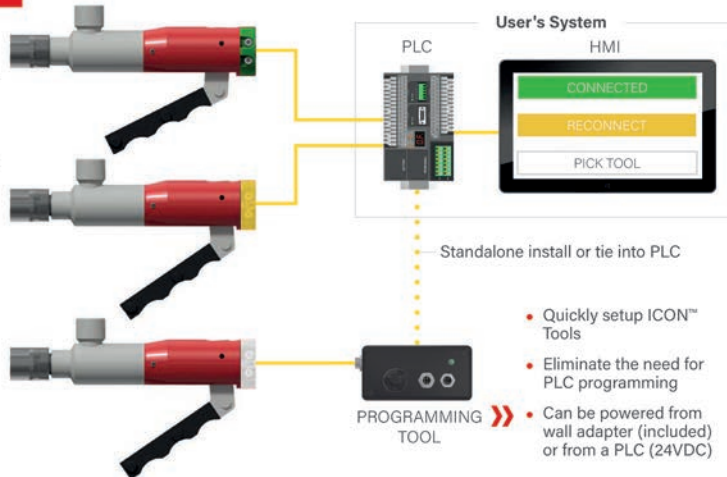 User's System
PLC
HMI
CONNECTED
RECONNECT
PICK TOOL
Standalone install or tie into PLC
PROGRAMMING
TOOL
• Quickly setup ICON™
Tools
• Eliminate the need for
PLC programming
• Can be powered from
wall adapter (included)
or from a PLC (24VDC)